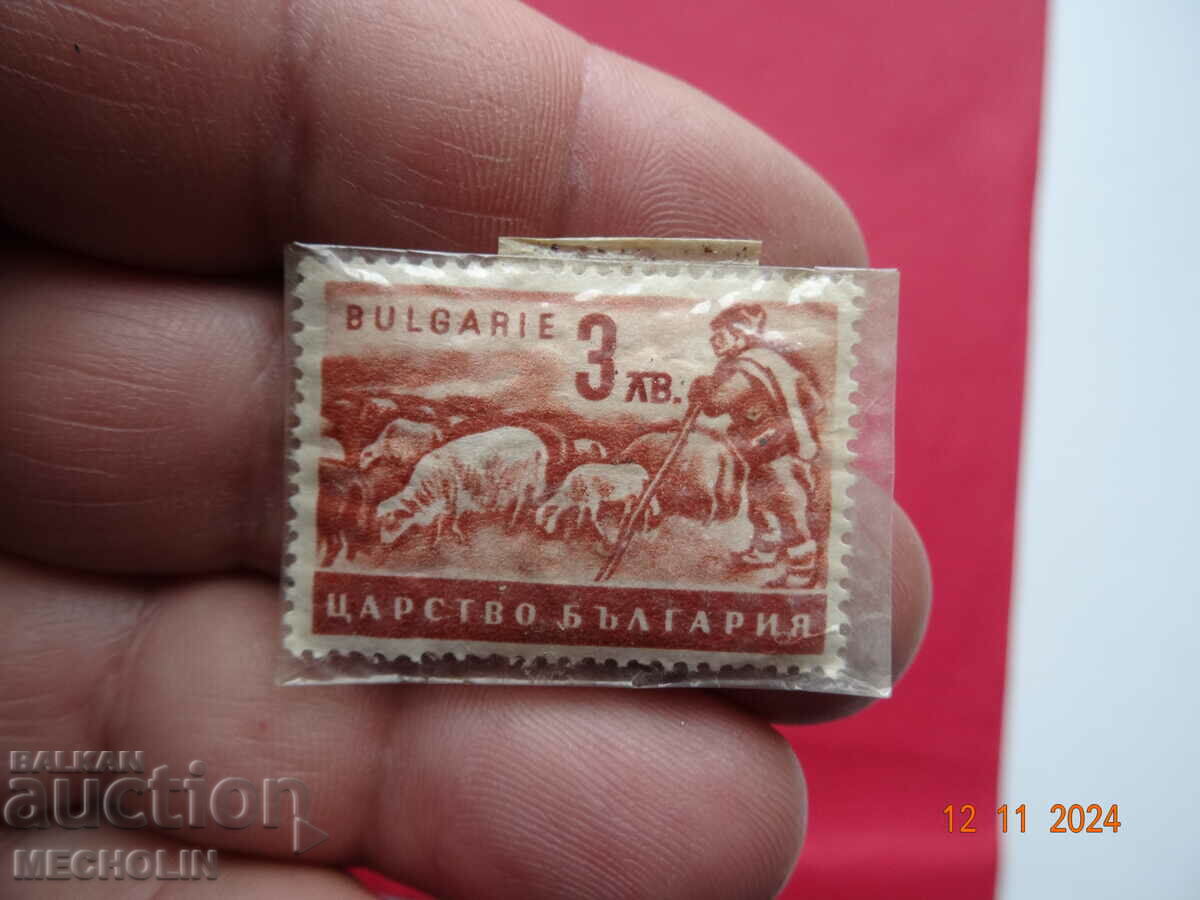 BULGARIE 3 ЛВ.
ЦАРСТВО БЪЛГАРИЯ
BALKAN
auction
MECHOLIN
12 11 2024